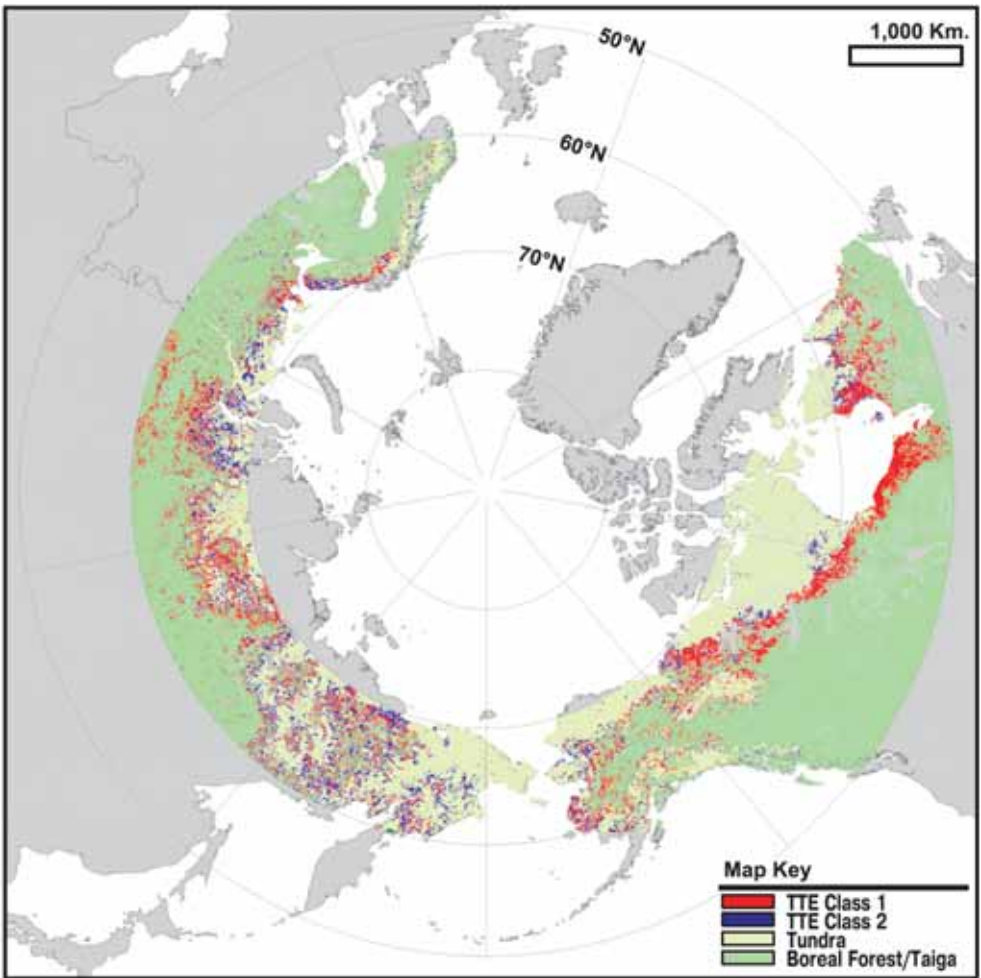 1,000 Km.
50°N
60°N
70°N
Map Key
TTE Class 1
TTE Class 2
Tundra
Boreal Forest/Taiga